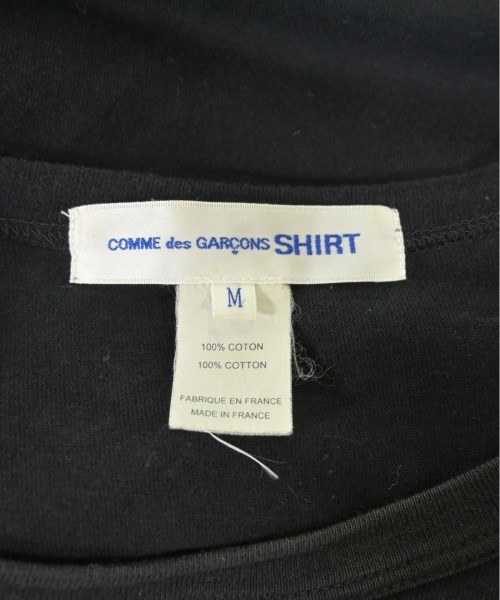 COMME des GARÇONS SHIRT
M
100% COTON
100% COTTON
FABRIQUE EN FRANCE
MADE IN FRANCE